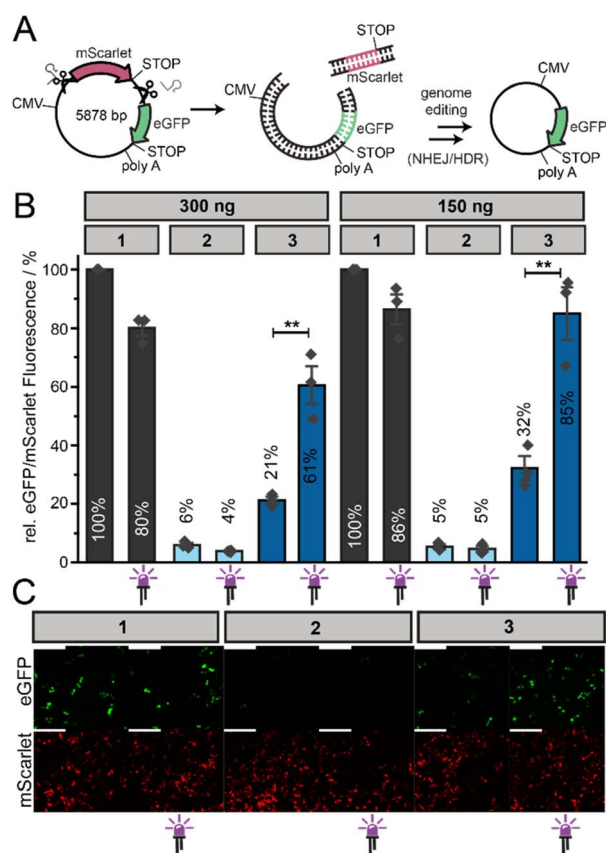 A
mScarlet
STOP
CMV
5878 bp
eGFP
STOP
poly A
STOP
mScarlet
CMV
eGFP
STOP
poly A
genome
editing
(NHEJ/HDR)
CMV
eGFP
STOP
poly A
B
300 ng
150 ng
1
2
3
1
2
3
rel. eGFP/mScarlet Fluorescence / %
100
80
60
40
20
0
100%
80%
6%
4%
21%
**
61%
100%
86%
5%
5%
32%
**
85%
C
1
2
3
eGFP
mScarlet